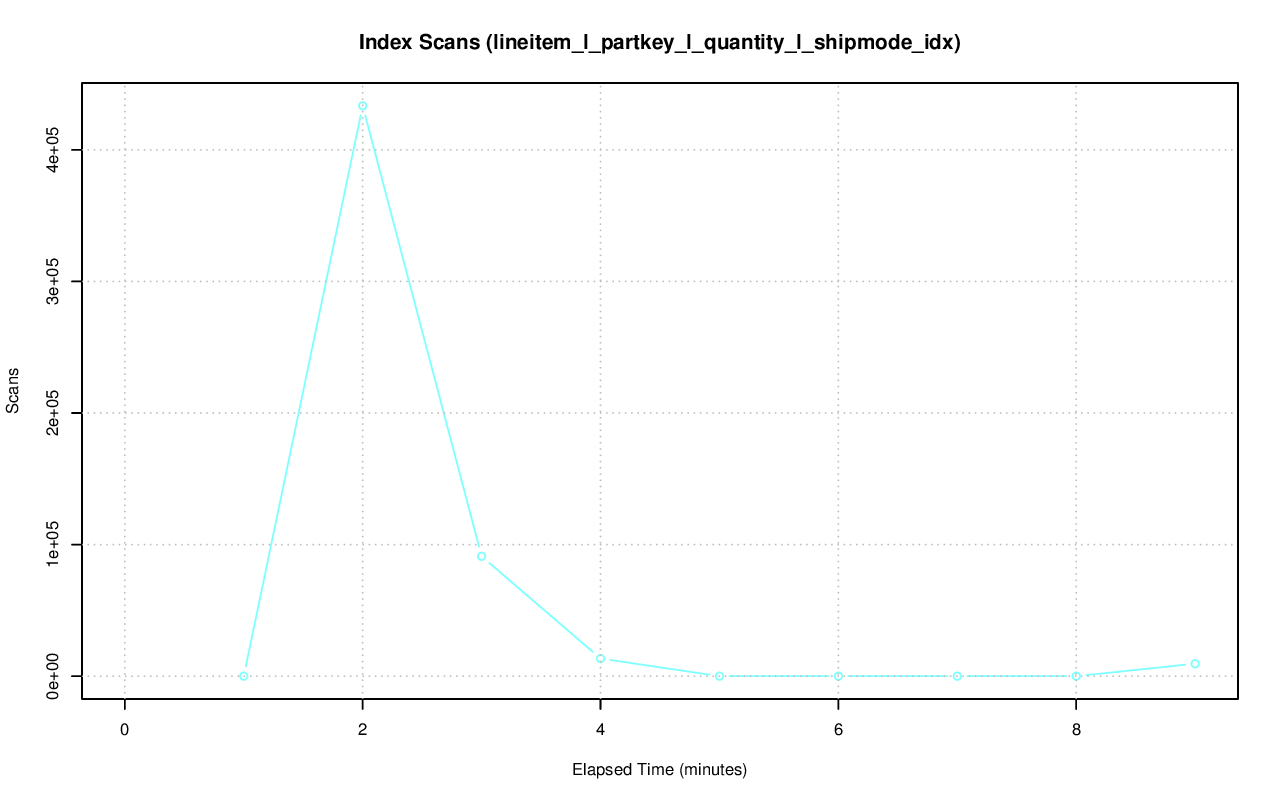 Index Scans (lineitem_l_partkey_l_quantity_l_shipmode_idx)
4e+05
3e+05
2e+05
1e+05
0e+00
Scans
0 2 4 6 8
Elapsed Time (minutes)